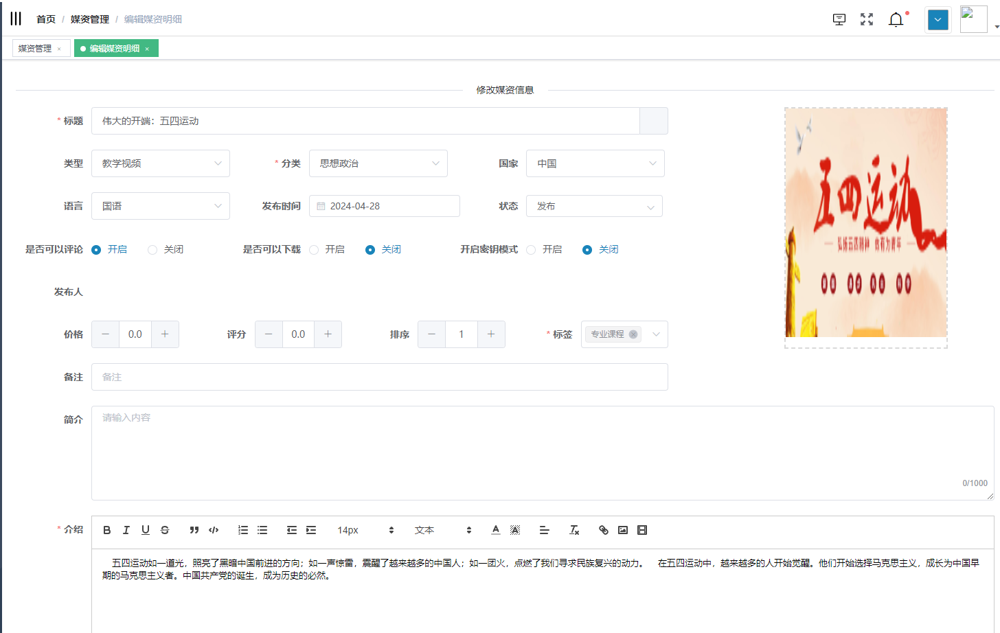 首页 / 媒资管理 / 编辑媒资明细
媒资管理 × 编辑媒资明细 ×
修改媒资信息
* 标题 伟大的开端：五四运动
类型 教学视频 * 分类 思想政治 国家 中国
语言 国语 发布时间 2024-04-28 状态 发布
是否可以评论 开启 关闭 是否可以下载 开启 关闭 开启密钥模式 开启 关闭
发布人
价格 − 0.0 + 评分 − 0.0 + 排序 − 1 + * 标签 专业课程
备注 备注
简介 请输入内容
0/1000
五四运动
弘扬五四精神
* 介绍 B I U S 14px 文本 A A
五四运动如一道光，照亮了黑暗中国前进的方向；如一声惊雷，震醒了越来越多的中国人；如一团火，点燃了我们寻求民族复兴的动力。 在五四运动中，越来越多的人开始觉醒。他们开始选择马克思主义，成长为中国早
期的马克思主义者。中国共产党的诞生，成为历史的必然。